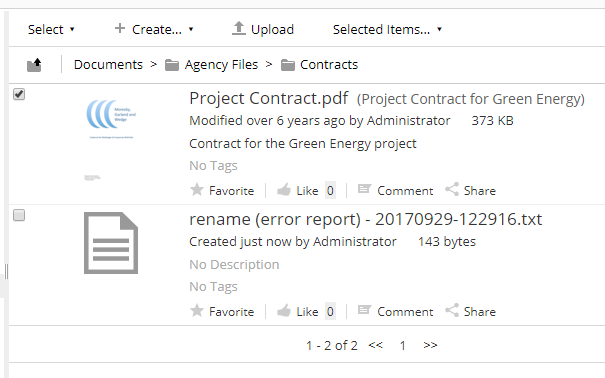 Select ▾ + Create... ▾ Upload Selected Items... ▾
Documents > Agency Files > Contracts
Project Contract.pdf (Project Contract for Green Energy)
Modified over 6 years ago by Administrator 373 KB
Contract for the Green Energy project
No Tags
Favorite Like 0 Comment Share
rename (error report) - 20170929-122916.txt
Created just now by Administrator 143 bytes
No Description
No Tags
Favorite Like 0 Comment Share
1 - 2 of 2 << 1 >>